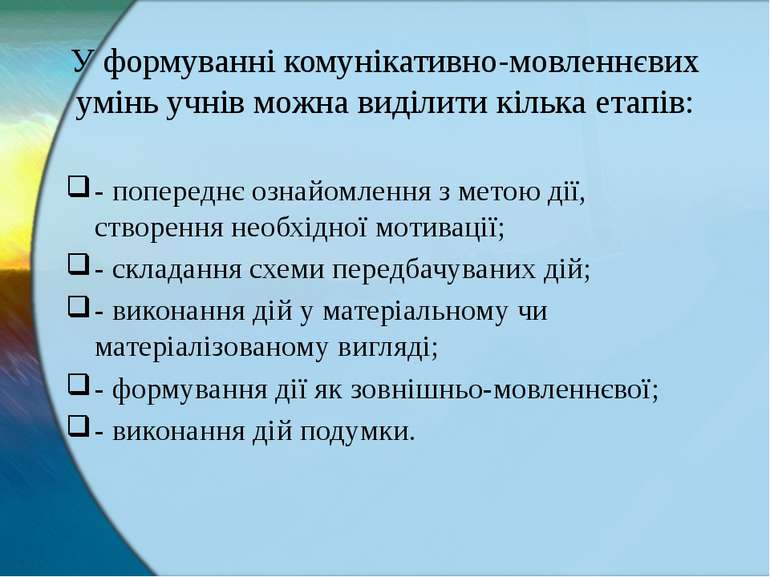 У формуванні комунікативно-мовленнєвих
умінь учнів можна виділити кілька етапів:
- попереднє ознайомлення з метою дії,
створення необхідної мотивації;
- складання схеми передбачуваних дій;
- виконання дій у матеріальному чи
матеріалізованому вигляді;
- формування дії як зовнішньо-мовленнєвої;
- виконання дій подумки.